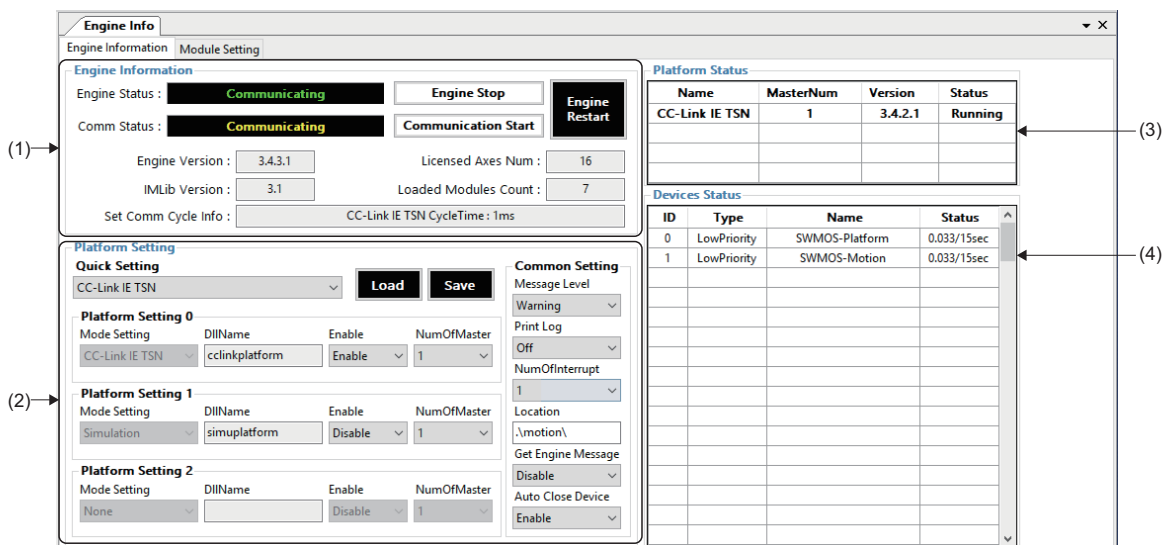 Engine Info
Engine Information Module Setting
(1)
Engine Information
Engine Status : Communicating Engine Stop Engine Restart
Comm Status : Communicating Communication Start
Engine Version : 3.4.3.1 Licensed Axes Num : 16
IMLib Version : 3.1 Loaded Modules Count : 7
Set Comm Cycle Info : CC-Link IE TSN CycleTime : 1ms
(2)
Platform Setting
Quick Setting
CC-Link IE TSN Load Save
Platform Setting 0
Mode Setting DllName Enable NumOfMaster
CC-Link IE TSN cclinkplatform Enable 1
Platform Setting 1
Mode Setting DllName Enable NumOfMaster
Simulation simuplatform Disable 1
Platform Setting 2
Mode Setting DllName Enable NumOfMaster
None Disable 1
Common Setting
Message Level
Warning
Print Log
Off
NumOfInterrupt
1
Location
.\motion\
Get Engine Message
Disable
Auto Close Device
Enable
Platform Status
Name MasterNum Version Status
CC-Link IE TSN 1 3.4.2.1 Running
(3)
Devices Status
ID Type Name Status
0 LowPriority SWMOS-Platform 0.033/15sec
1 LowPriority SWMOS-Motion 0.033/15sec
(4)